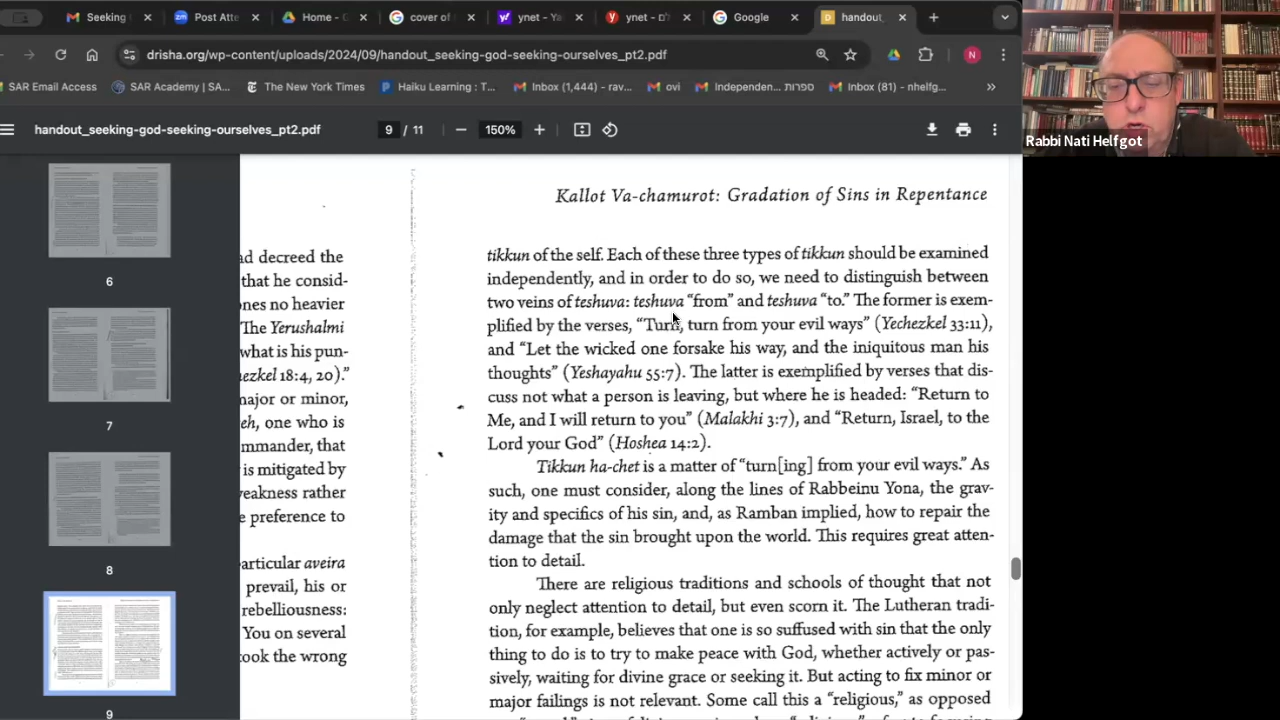 Seeking
Post Atte
Home -
cover of
ynet - Ya
ynet - ום
Google
handout_
drisha.org/wp-content/uploads/2024/09/handout_seeking-god-seeking-ourselves_pt2.pdf
N
SAR Email Access
SAR Academy | SA...
The New York Times
Haiku Learning : T...
Inbox (1,444) - rav...
ovi
Independen... ספרות
Inbox (81) - nhelfg...
handout_seeking-god-seeking-ourselves_pt2.pdf
9 / 11
150%
Rabbi Nati Helfgot
6
7
8
9
ad decreed the
that he consid-
ones no heavier
The Yerushalmi
what is his pun-
ezkel 18:4, 20)."
najor or minor,
eh, one who is
mmander, that
is mitigated by
veakness rather
e preference to
articular aveira
prevail, his or
rebelliousness:
You on several
ook the wrong
Kallot Va-chamurot: Gradation of Sins in Repentance
tikkun of the self. Each of these three types of tikkun should be examined
independently, and in order to do so, we need to distinguish between
two veins of teshuva: teshuva "from" and teshuva "to." The former is exem-
plified by the verses, "Turn, turn from your evil ways" (Yechezkel 33:11),
and "Let the wicked one forsake his way, and the iniquitous man his
thoughts" (Yeshayahu 55:7). The latter is exemplified by verses that dis-
cuss not what a person is leaving, but where he is headed: "Return to
Me, and I will return to you" (Malakhi 3:7), and "Return, Israel, to the
Lord your God" (Hoshea 14:2).
Tikkun ha-chet is a matter of "turn[ing] from your evil ways." As
such, one must consider, along the lines of Rabbeinu Yona, the grav-
ity and specifics of his sin, and, as Ramban implied, how to repair the
damage that the sin brought upon the world. This requires great atten-
tion to detail.
There are religious traditions and schools of thought that not
only neglect attention to detail, but even scorn it. The Lutheran tradi-
tion, for example, believes that one is so suffused with sin that the only
thing to do is to try to make peace with God, whether actively or pas-
sively, waiting for divine grace or seeking it. But acting to fix minor or
major failings is not relevant. Some call this a "religious," as opposed